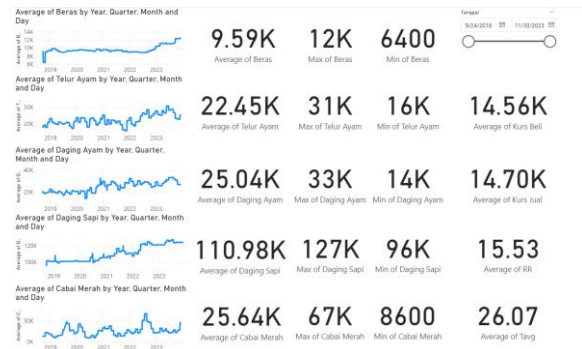 Average of Beras by Year, Quarter, Month and
Day
14K
12K
10K
8K
6K
2019 2020 2021 2022 2023
9.59K
Average of Beras
12K
Max of Beras
6400
Min of Beras
Tanggal
9/24/2018 11/30/2023
Average of Telur Ayam by Year, Quarter, Month
and Day
Average of T...
30K
20K
2019 2020 2021 2022 2023
22.45K
Average of Telur Ayam
31K
Max of Telur Ayam
16K
Min of Telur Ayam
14.56K
Average of Kurs Beli
Average of Daging Ayam by Year, Quarter,
Month and Day
Average of D...
40K
20K
2019 2020 2021 2022 2023
25.04K
Average of Daging Ayam
33K
Max of Daging Ayam
14K
Min of Daging Ayam
14.70K
Average of Kurs Jual
Average of Daging Sapi by Year, Quarter, Month
and Day
Average of D...
120K
100K
2019 2020 2021 2022 2023
110.98K
Average of Daging Sapi
127K
Max of Daging Sapi
96K
Min of Daging Sapi
15.53
Average of RR
Average of Cabai Merah by Year, Quarter, Month
and Day
Average of C...
50K
0K
2019 2020 2021 2022 2023
25.64K
Average of Cabai Merah
67K
Max of Cabai Merah
8600
Min of Cabai Merah
26.07
Average of Tavg